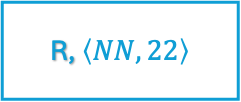 R, ⟨NN, 22⟩